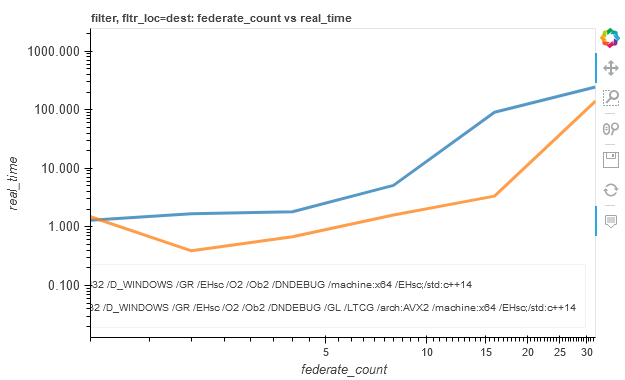 filter, fltr_loc=dest: federate_count vs real_time
1000.000
100.000
10.000
1.000
0.100
real_time
32 /D_WINDOWS /GR /EHsc /O2 /Ob2 /DNDEBUG /machine:x64 /EHsc;/std:c++14
32 /D_WINDOWS /GR /EHsc /O2 /Ob2 /DNDEBUG /GL /LTCG /arch:AVX2 /machine:x64 /EHsc;/std:c++14
5 10 15 20 25 30
federate_count